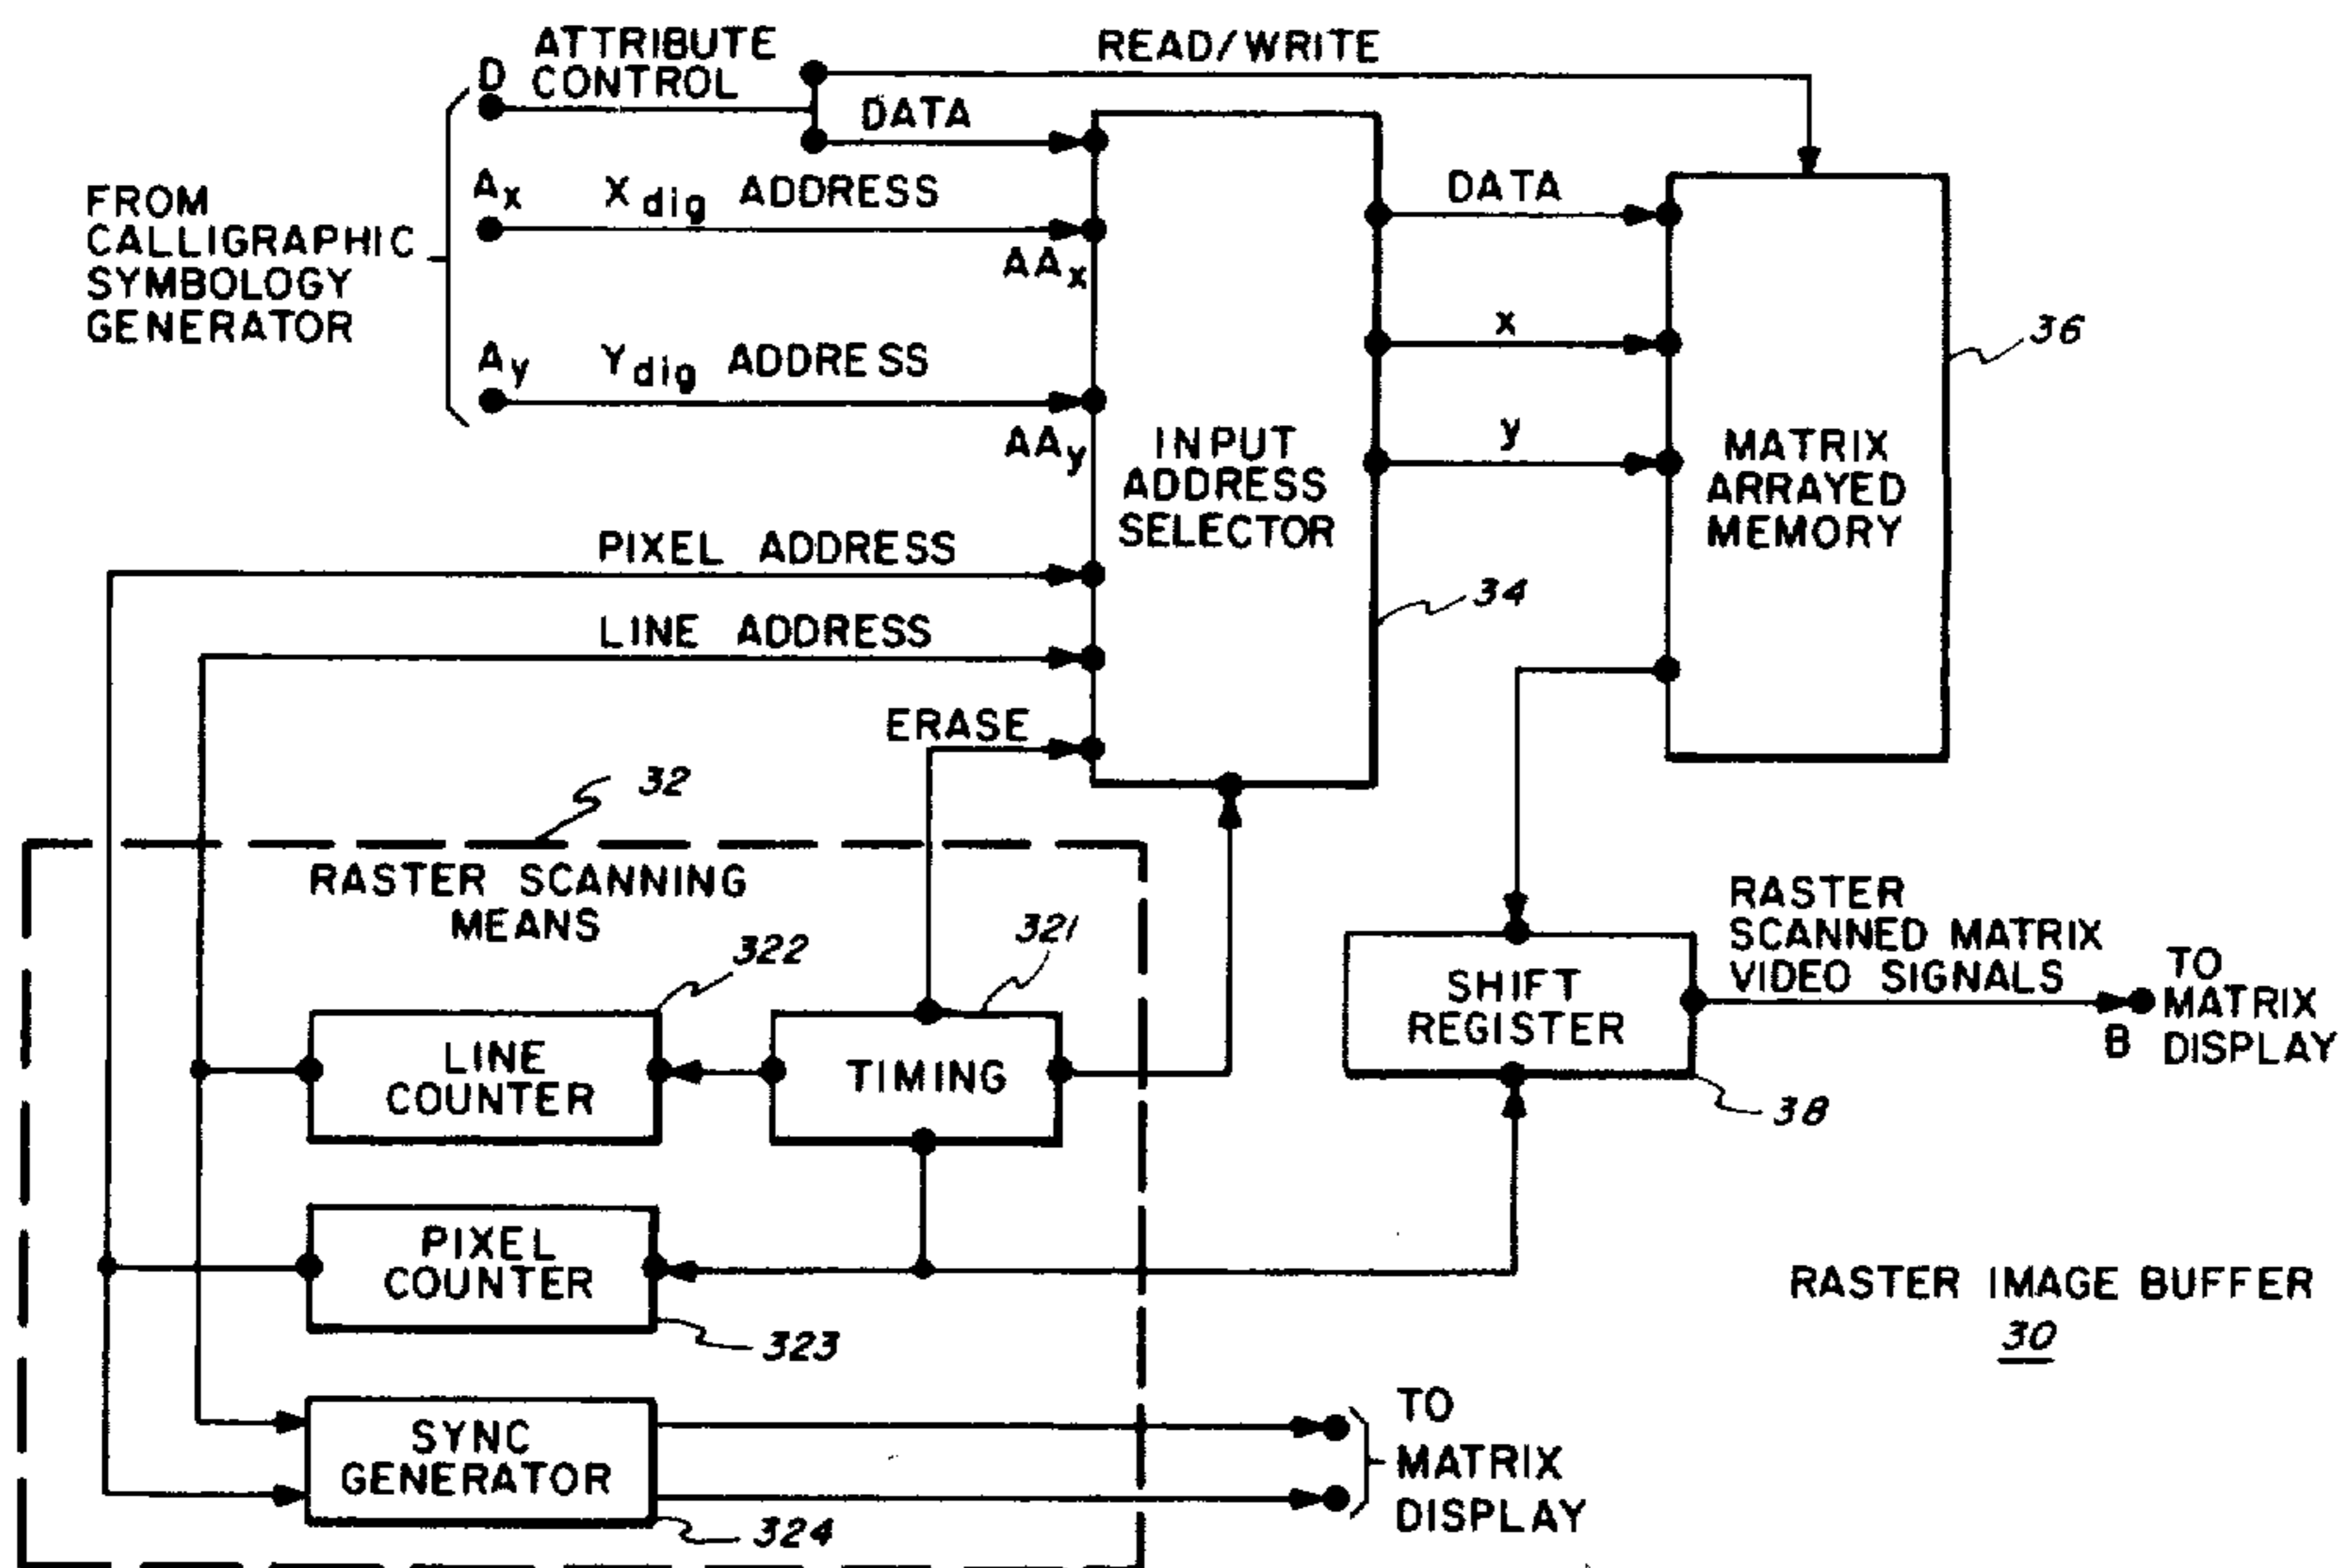 ATTRIBUTE
CONTROL
D
READ/WRITE
DATA
FROM
CALLIGRAPHIC
SYMBOLOGY
GENERATOR
Ax
Xdig ADDRESS
AAx
Ay
Ydig ADDRESS
AAy
DATA
x
y
INPUT
ADDRESS
SELECTOR
MATRIX
ARRAYED
MEMORY
36
34
PIXEL ADDRESS
LINE ADDRESS
ERASE
32
RASTER SCANNING
MEANS
322
321
LINE
COUNTER
TIMING
SHIFT
REGISTER
RASTER
SCANNED MATRIX
VIDEO SIGNALS
B
TO
MATRIX
DISPLAY
38
PIXEL
COUNTER
323
RASTER IMAGE BUFFER
30
SYNC
GENERATOR
324
TO
MATRIX
DISPLAY